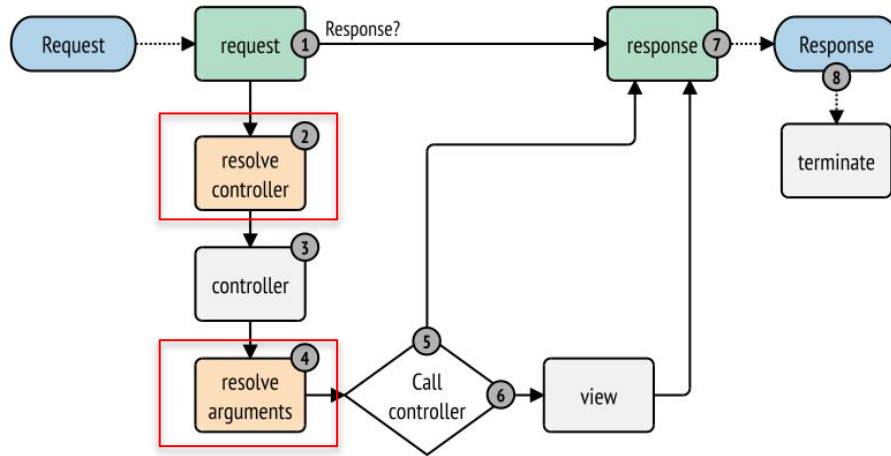 Request
request
1
Response?
response
7
Response
8
terminate
2
resolve
controller
3
controller
4
resolve
arguments
5
Call
controller
6
view